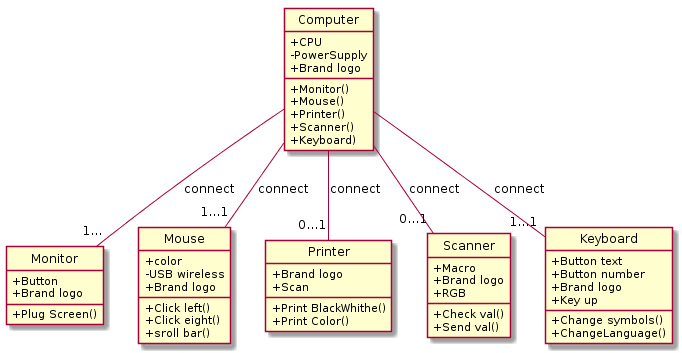 Computer
+CPU
-PowerSupply
+Brand logo
+Monitor()
+Mouse()
+Printer()
+Scanner()
+Keyboard)
connect
connect
connect
connect
connect
1...
1...1
0...1
0...1
1...1
Monitor
+Button
+Brand logo
+Plug Screen()
Mouse
+color
-USB wireless
+Brand logo
+Click left()
+Click eight()
+sroll bar()
Printer
+Brand logo
+Scan
+Print BlackWhithe()
+Print Color()
Scanner
+Macro
+Brand logo
+RGB
+Check val()
+Send val()
Keyboard
+Button text
+Button number
+Brand logo
+Key up
+Change symbols()
+ChangeLanguage()